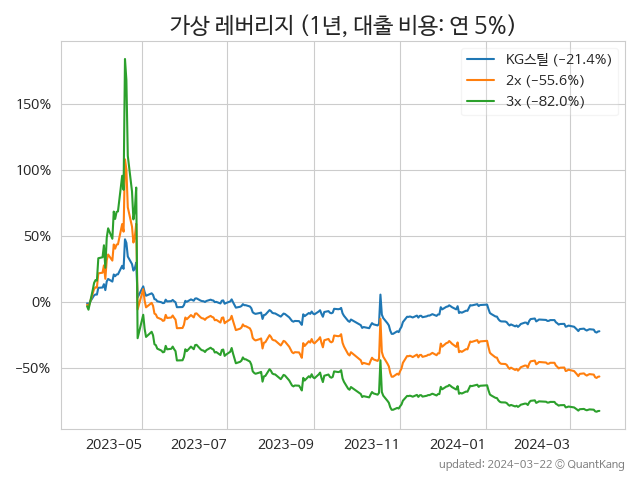 가상 레버리지 (1년, 대출 비용: 연 5%)
KG스틸 (−21.4%)
2x (−55.6%)
3x (−82.0%)
150%
100%
50%
0%
−50%
2023-05 2023-07 2023-09 2023-11 2024-01 2024-03
updated: 2024-03-22 © QuantKang